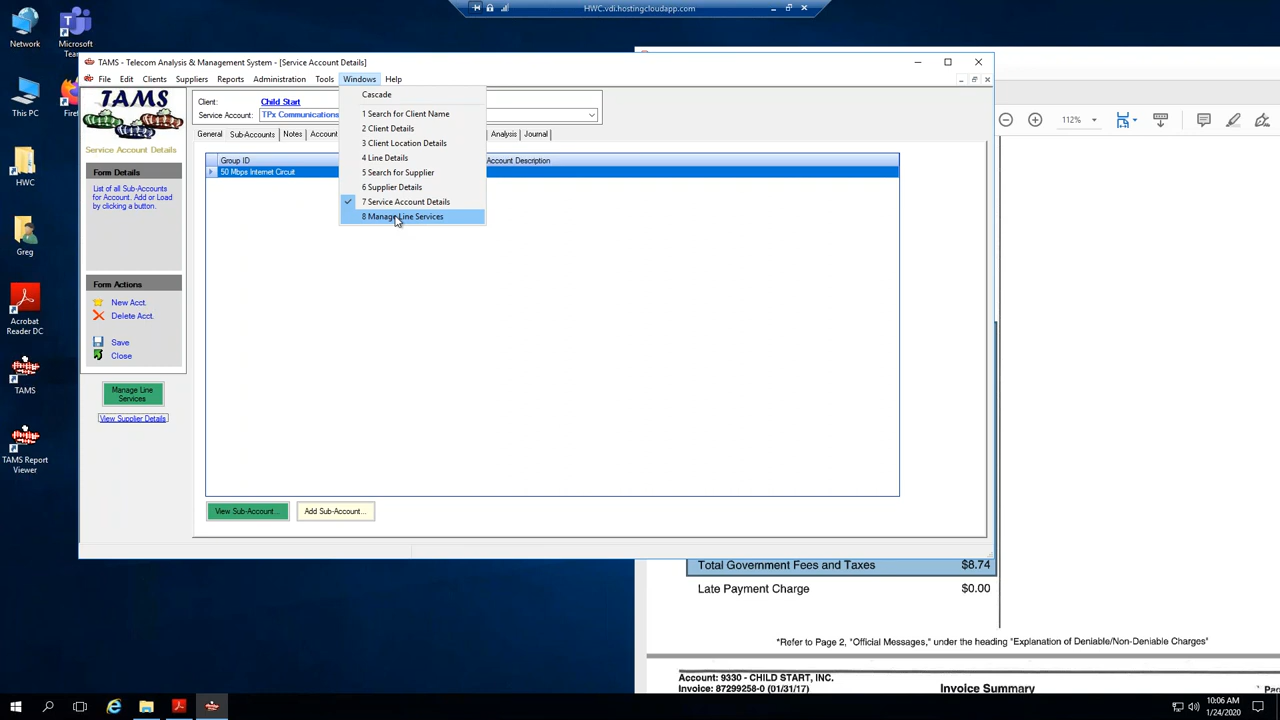 HWC.vdi.hostingcloudapp.com
Network
Microsoft
This PC
HWC
Greg
Acrobat
Reader DC
TAMS
TAMS Report
Viewer
TAMS - Telecom Analysis & Management System - [Service Account Details]
File Edit Clients Suppliers Reports Administration Tools Windows Help
TAMS
Service Account Details
Form Details
List of all Sub-Accounts
for Account. Add or Load
by clicking a button.
Form Actions
New Acct.
Delete Acct.
Save
Close
Manage Line
Services
View Supplier Details
Client: Child Start
Service Account: TPx Communications
General Sub-Accounts Notes Account Analysis Journal
Group ID Account Description
50 Mbps Internet Circuit
Cascade
1 Search for Client Name
2 Client Details
3 Client Location Details
4 Line Details
5 Search for Supplier
6 Supplier Details
7 Service Account Details
8 Manage Line Services
View Sub-Account...
Add Sub-Account...
112%
Total Government Fees and Taxes $8.74
Late Payment Charge $0.00
*Refer to Page 2, "Official Messages," under the heading "Explanation of Deniable/Non-Deniable Charges"
Account: 9330 - CHILD START, INC.
Invoice: 87299258-0 (01/31/17)
Invoice Summary
10:06 AM
1/24/2020